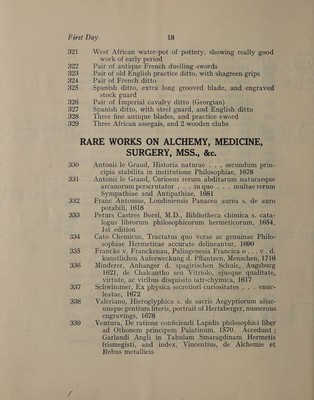 First Day 18
321 West African water-pot of pottery, showing really good
work of early period
322 Pair of antique French duelling swords
323 Pair of old English practice ditto, with shagreen grips
324 Pair of French ditto
325 Spanish ditto, extra long grooved blade, and engraved
stock guard
326 Pair of Imperial cavalry ditto (Georgian)
327 Spanish ditto, with steel guard, and English ditto
328 Three fine antique blades, and practice sword
329 Three African assegais, and 2 wooden clubs
RARE WORKS ON ALCHEMY, MEDICINE,
SURGERY, MSS., &c.
330 Antonii le Grand, Historia naturae . . . secundum prin-
cipis stabilita in institutione Philosophiae, 1678
331 Antonii le Grand, Curiosus rerum abditarum naturaeque
arcanorum perscrutator . . . in quo . . . multae rerum
Sympathiae and Antipathiae, 1681
332 Franc Antonius, Londiniensis Panacea aurea s. de auro
potabili, 1618
333 Peturs Castres Borel, M.D., Bibliotheca chimica s. cata-
logus librorum philosophicorum hermeticorum, 1654,
1st edition
334 Cato Chemicus, Tractatus quo verae ac genuinae Philo-
sophiae Hermeticae accurate delineantur, 1690
335 Francke v. Franckenau, Palingenesia Francica o . . v . d.
kunstlichen Auferweckung d. Pflantzen, Menschen, 1716
336 Minderer, Anhanger d. spagirischen Schule, Augsburg
1621, de Chalcantho seu Vitriole, ejusque qualitate,
virtute, ac viribus disquisito iatr-chymica, 1617
337 Schwimmer, Ex physica secretiori curiositates . . . enuc-
leatae, 1672
338 Valeriano, Hieroglyphica s. de sacris Aegyptiorum aliar-
umque gentium literis, portrait of Hertzberger, numerous
engravings, 1678
339 Ventura, De ratione conficiendi Lapidis philosophici fiber
ad Othonem principem Palatinum, 1570. Accedunt ;
Garlandi Angli in Tabulam Smaragdinam Hermetis
frismegisti, and index, Vincentius, de Alchemie et
Rebus metallicis